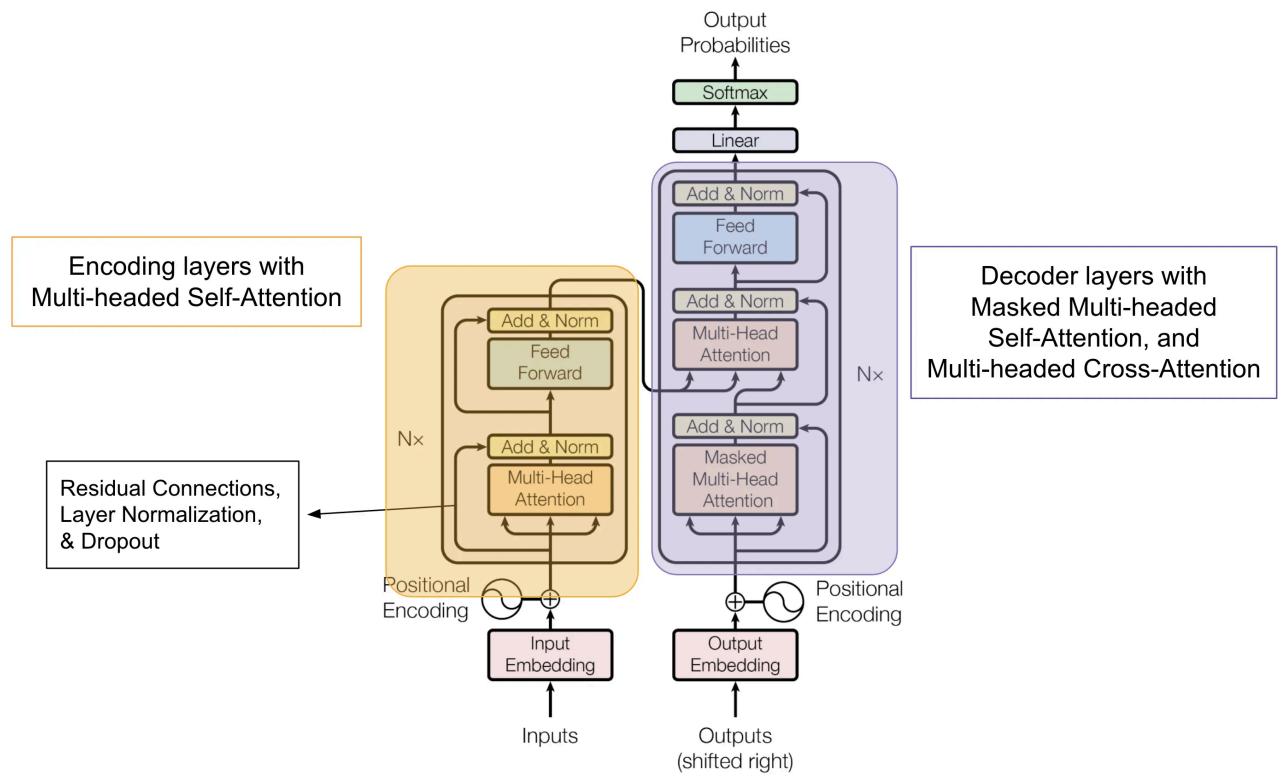 Output
Probabilities
Softmax
Linear
Add & Norm
Feed
Forward
Add & Norm
Multi-Head
Attention
N×
Add & Norm
Masked
Multi-Head
Attention
Decoder layers with
Masked Multi-headed
Self-Attention, and
Multi-headed Cross-Attention
Encoding layers with
Multi-headed Self-Attention
Add & Norm
Feed
Forward
N×
Add & Norm
Multi-Head
Attention
Residual Connections,
Layer Normalization,
& Dropout
Positional
Encoding
Positional
Encoding
Input
Embedding
Output
Embedding
Inputs
Outputs
(shifted right)